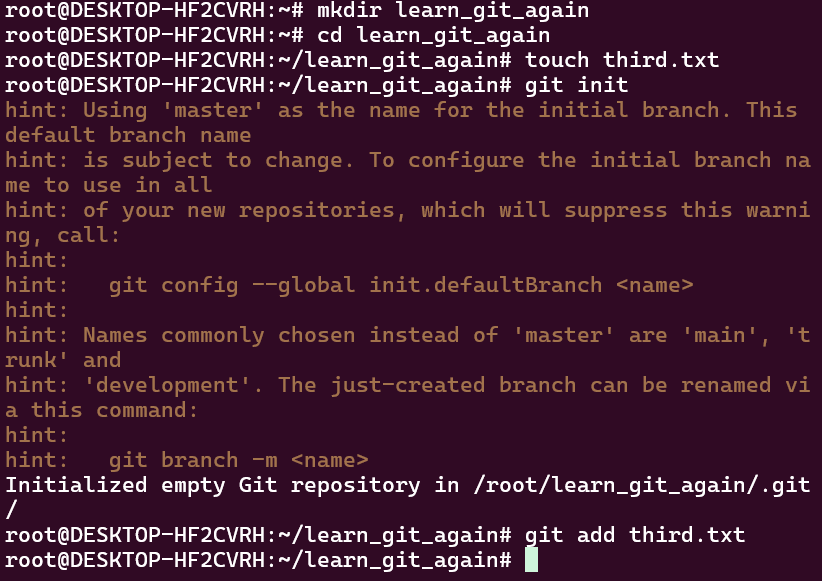 root@DESKTOP-HF2CVRH:~# mkdir learn_git_again
root@DESKTOP-HF2CVRH:~# cd learn_git_again
root@DESKTOP-HF2CVRH:~/learn_git_again# touch third.txt
root@DESKTOP-HF2CVRH:~/learn_git_again# git init
hint: Using 'master' as the name for the initial branch. This
default branch name
hint: is subject to change. To configure the initial branch na
me to use in all
hint: of your new repositories, which will suppress this warni
ng, call:
hint:
hint:   git config --global init.defaultBranch <name>
hint:
hint: Names commonly chosen instead of 'master' are 'main', 't
runk' and
hint: 'development'. The just-created branch can be renamed vi
a this command:
hint:
hint:   git branch -m <name>
Initialized empty Git repository in /root/learn_git_again/.git
/
root@DESKTOP-HF2CVRH:~/learn_git_again# git add third.txt
root@DESKTOP-HF2CVRH:~/learn_git_again#